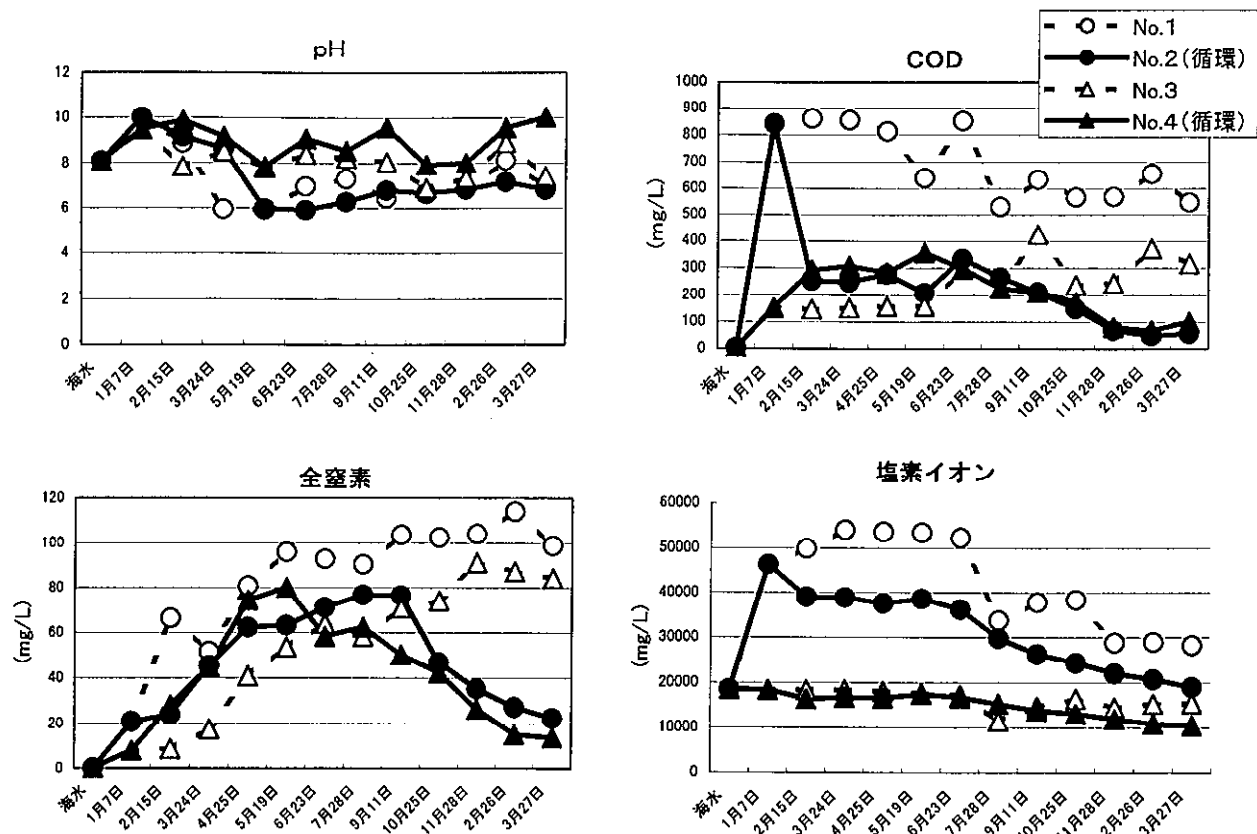 pH
12
10
8
6
4
2
0
海水
1月7日
2月15日
3月24日
5月19日
6月23日
7月28日
9月11日
10月25日
11月28日
2月26日
3月27日
COD
No.1
No.2(循環)
No.3
No.4(循環)
(mg/L)
1000
900
800
700
600
500
400
300
200
100
0
海水
1月7日
2月15日
3月24日
4月25日
5月19日
6月23日
7月28日
9月11日
10月25日
11月28日
2月26日
3月27日
全窒素
(mg/L)
120
100
80
60
40
20
0
海水
1月7日
2月15日
3月24日
4月25日
5月19日
6月23日
7月28日
9月11日
10月25日
11月28日
2月26日
3月27日
塩素イオン
(mg/L)
60000
50000
40000
30000
20000
10000
0
海水
1月7日
2月15日
3月24日
4月25日
5月19日
6月23日
7月28日
9月11日
10月25日
11月28日
2月26日
3月27日